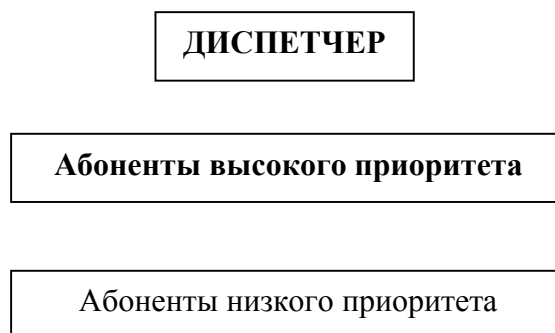 ДИСПЕТЧЕР
Абоненты высокого приоритета
Абоненты низкого приоритета